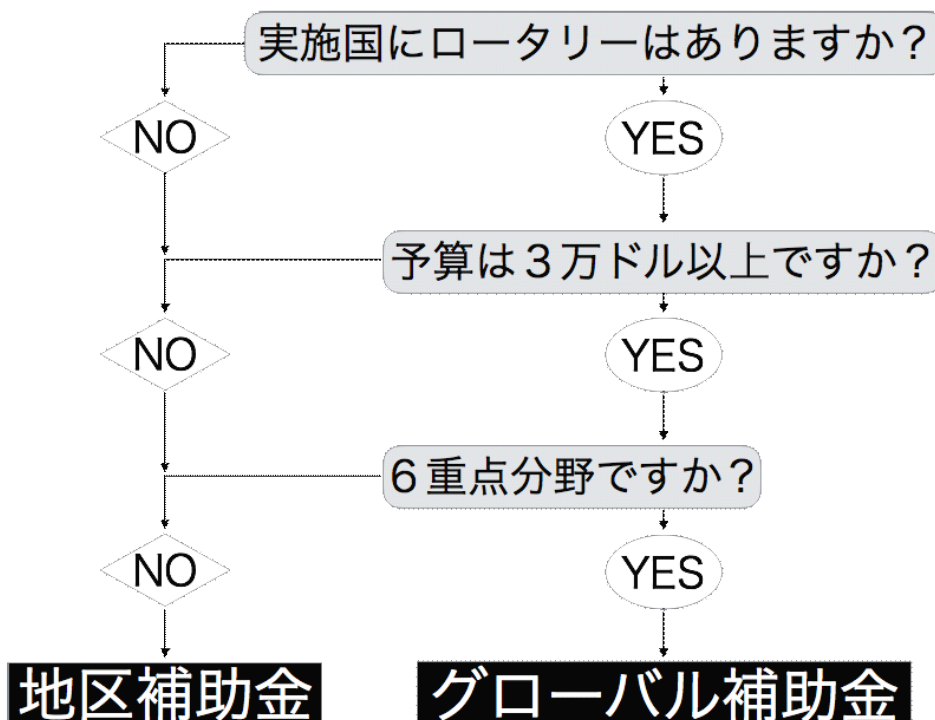 実施国にロータリーはありますか？
NO
YES
予算は３万ドル以上ですか？
NO
YES
６重点分野ですか？
NO
YES
地区補助金
グローバル補助金